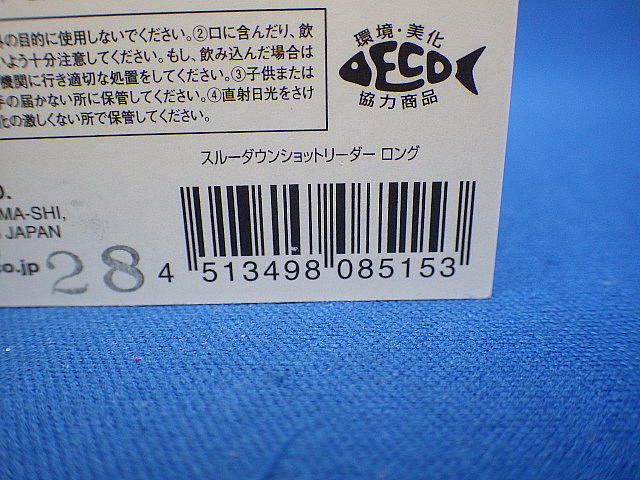 外の目的に使用しないでください。②口に含んだり、飲
いよう十分注意してください。もし、飲み込んだ場合は
機関に行き適切な処置をしてください。③子供または
手の届かない所に保管してください。④直射日光をさけ
化の激しくない所で保管してください。
環境・美化
ECO
協力商品
スルーダウンショットリーダー ロング
MA-SHI,
JAPAN
co.jp
28
4 513498 085153